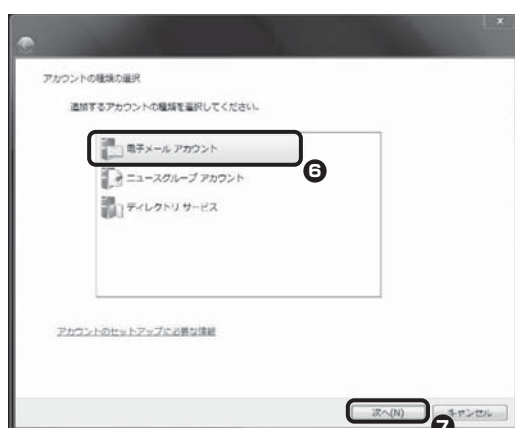 アカウントの種類の選択
追加するアカウントの種類を選択してください。
電子メール アカウント
❻
ニュースグループ アカウント
ディレクトリ サービス
アカウントのセットアップに必要な情報
次へ(N)
❼
キャンセル